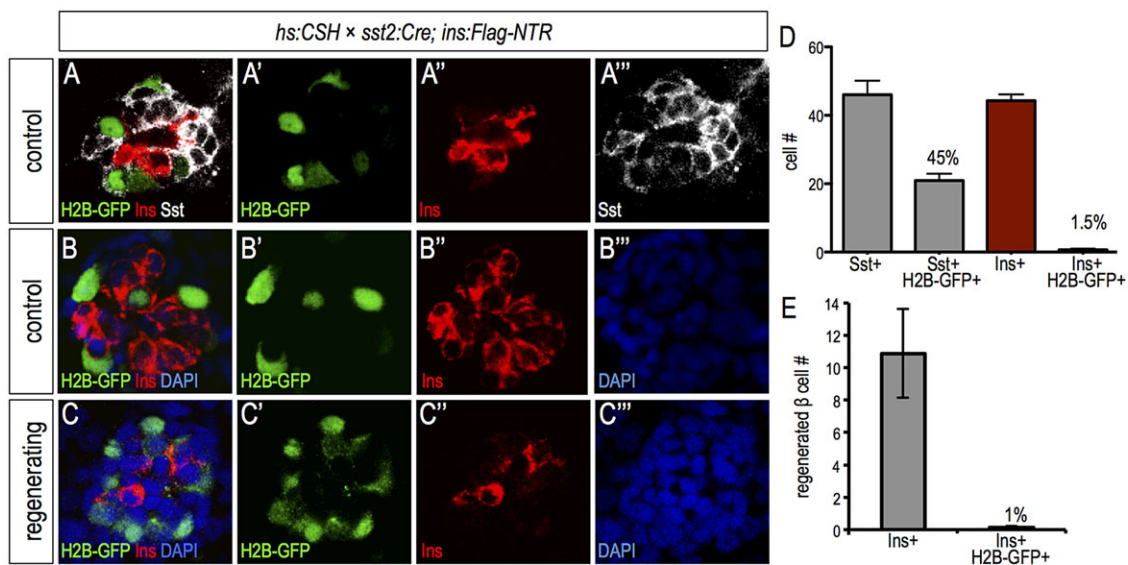 hs:CSH × sst2:Cre; ins:Flag-NTR
control
A
H2B-GFP Ins Sst
A'
A''
Ins
A'''
Sst
control
B
H2B-GFP Ins DAPI
B'
H2B-GFP
B''
Ins
B'''
DAPI
regenerating
C
H2B-GFP Ins DAPI
C'
H2B-GFP
C''
Ins
C'''
DAPI
D
cell #
60
40
20
0
45%
1.5%
Sst+
Sst+
H2B-GFP+
Ins+
Ins+
H2B-GFP+
E
regenerated β cell #
14
12
10
8
6
4
2
0
1%
Ins+
Ins+
H2B-GFP+